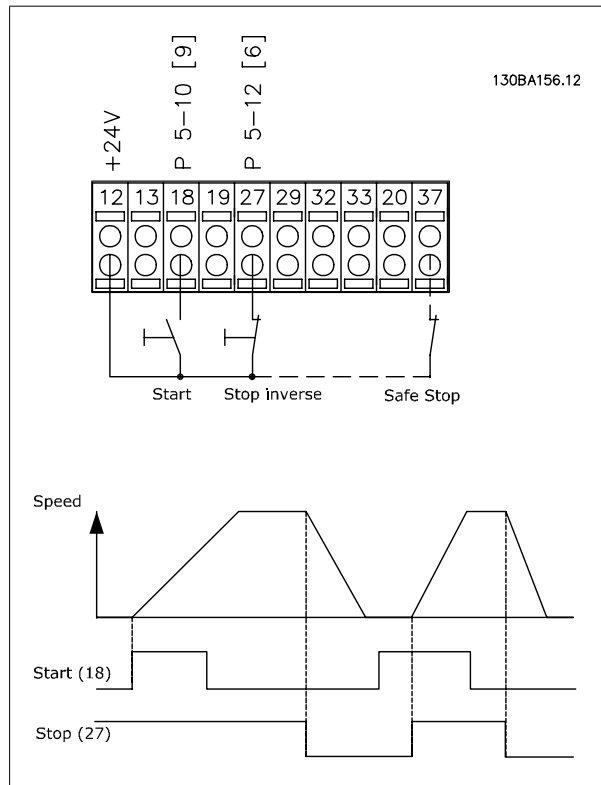 130BA156.12
+24V
P 5-10 [9]
P 5-12 [6]
12 13 18 19 27 29 32 33 20 37
Start Stop inverse Safe Stop
Speed
Start (18)
Stop (27)